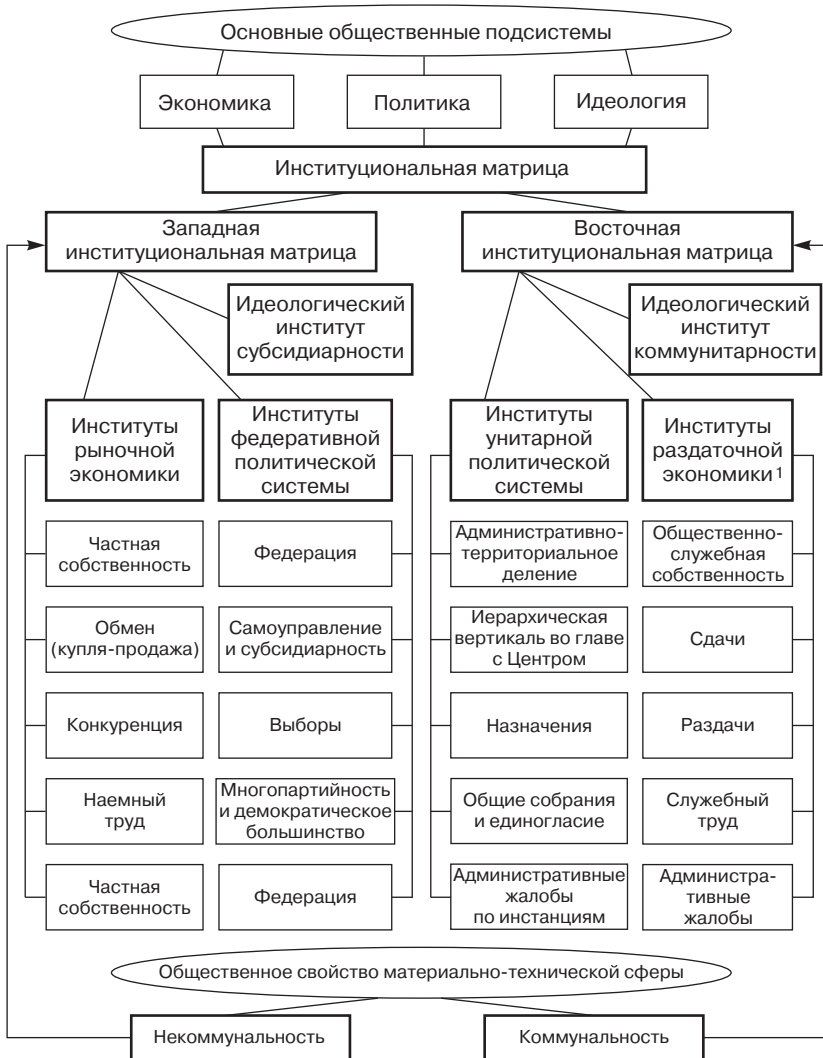 Основные общественные подсистемы
Экономика
Политика
Идеология
Институциональная матрица
Западная
институциональная матрица
Восточная
институциональная матрица
Идеологический
институт
субсидиарности
Идеологический
институт
коммунитарности
Институты
рыночной
экономики
Институты
федеративной
политической
системы
Институты
унитарной
политической
системы
Институты
раздаточной
экономики1
Частная
собственность
Федерация
Административно-
территориальное
деление
Общественно-
служебная
собственность
Обмен
(купля-продажа)
Самоуправление
и субсидиарность
Иерархическая
вертикаль во главе
с Центром
Сдачи
Конкуренция
Выборы
Назначения
Раздачи
Наемный
труд
Многопартийность
и демократическое
большинство
Общие собрания
и единогласие
Служебный
труд
Частная
собственность
Федерация
Административные
жалобы
по инстанциям
Администра-
тивные
жалобы
Общественное свойство материально-технической сферы
Некоммунальность
Коммунальность